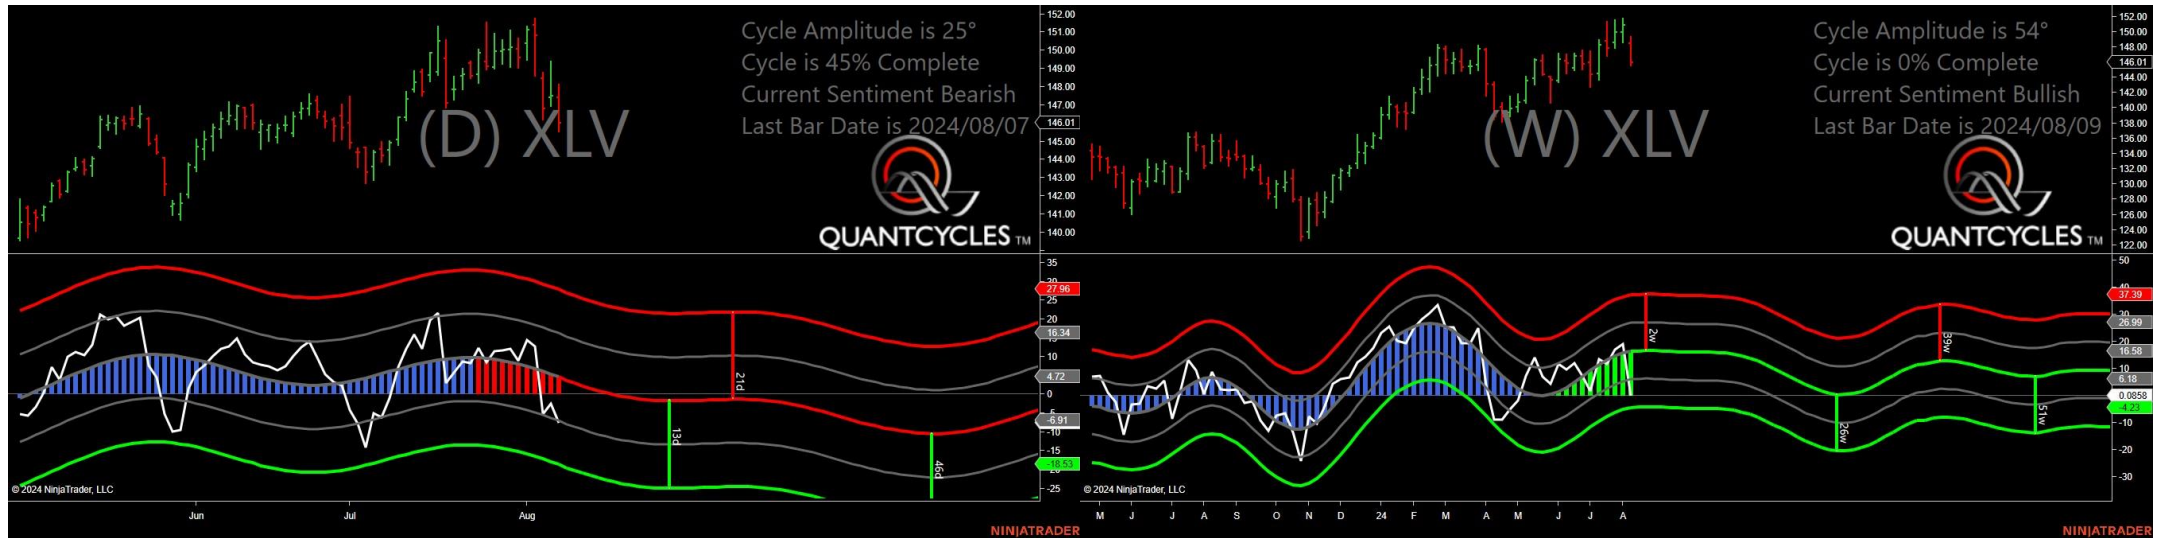 Cycle Amplitude is 25°
Cycle is 45% Complete
Current Sentiment Bearish
Last Bar Date is 2024/08/07
(D) XLV
QUANTCYCLES TM
152.00
151.00
150.00
149.00
148.00
147.00
146.01
145.00
144.00
143.00
142.00
141.00
140.00
35
27.96
25
20
16.34
10
4.72
0
-6.91
-10
-15
-18.53
-25
21d
13d
46d
© 2024 NinjaTrader, LLC
Jun
Jul
Aug
NINJATRADER
Cycle Amplitude is 54°
Cycle is 0% Complete
Current Sentiment Bullish
Last Bar Date is 2024/08/09
(W) XLV
QUANTCYCLES TM
152.00
150.00
148.00
146.01
144.00
142.00
140.00
138.00
136.00
134.00
132.00
130.00
128.00
126.00
124.00
122.00
50
37.39
26.99
20
16.58
10
6.18
0.0858
-4.23
-10
-20
-30
2w
39w
26w
51w
© 2024 NinjaTrader, LLC
M J J A S O N D 24 F M A M J J A
NINJATRADER